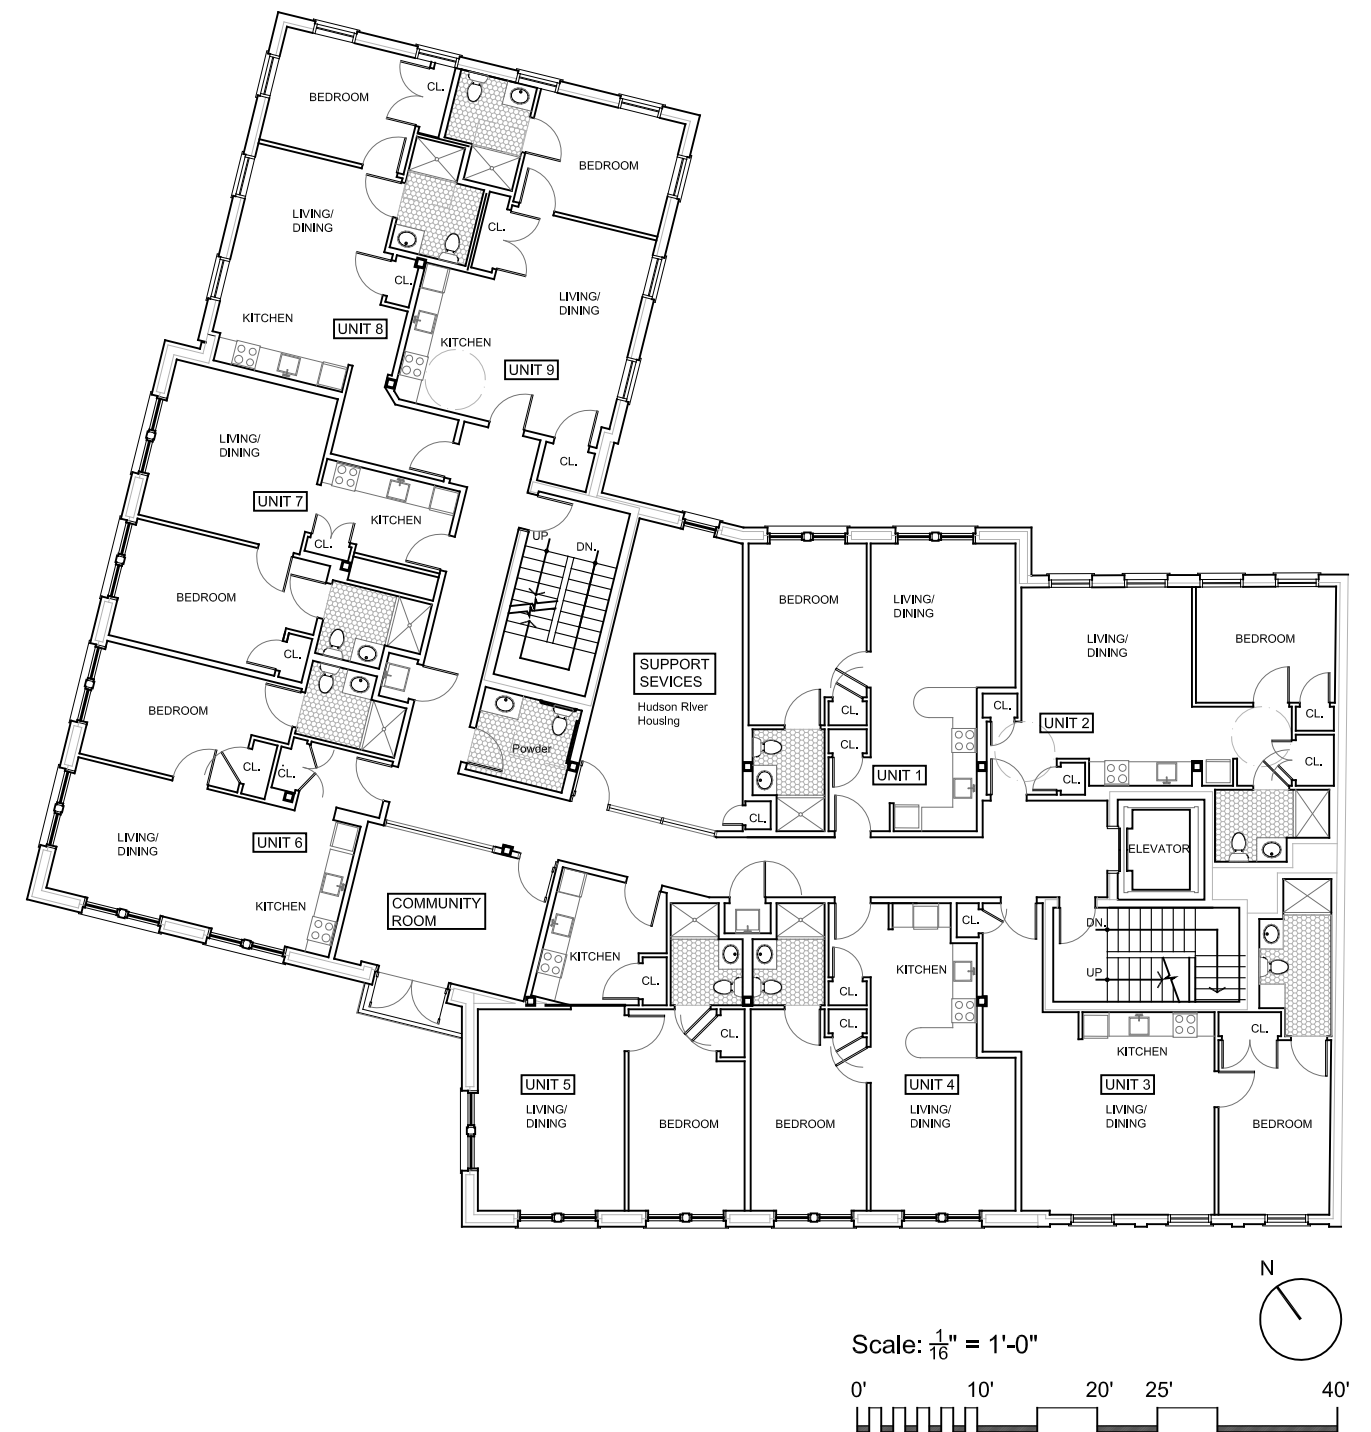 BEDROOM
CL.
BEDROOM
LIVING/
DINING
CL.
CL.
LIVING/
DINING
KITCHEN
UNIT 8
KITCHEN
UNIT 9
LIVING/
DINING
CL.
UNIT 7
KITCHEN
CL.
UP
DN.
BEDROOM
CL.
BEDROOM
CL.
CL.
LIVING/
DINING
UNIT 6
KITCHEN
Powder
SUPPORT
SEVICES
Hudson River
Housing
CL.
BEDROOM
LIVING/
DINING
CL.
CL.
UNIT 1
LIVING/
DINING
BEDROOM
CL.
UNIT 2
CL.
CL.
CL.
ELEVATOR
COMMUNITY
ROOM
KITCHEN
CL.
CL.
KITCHEN
CL.
CL.
CL.
DN.
UP
KITCHEN
CL.
UNIT 5
LIVING/
DINING
BEDROOM
BEDROOM
UNIT 4
LIVING/
DINING
UNIT 3
LIVING/
DINING
BEDROOM
N
Scale: 1/16" = 1'-0"
0' 10' 20' 25' 40'